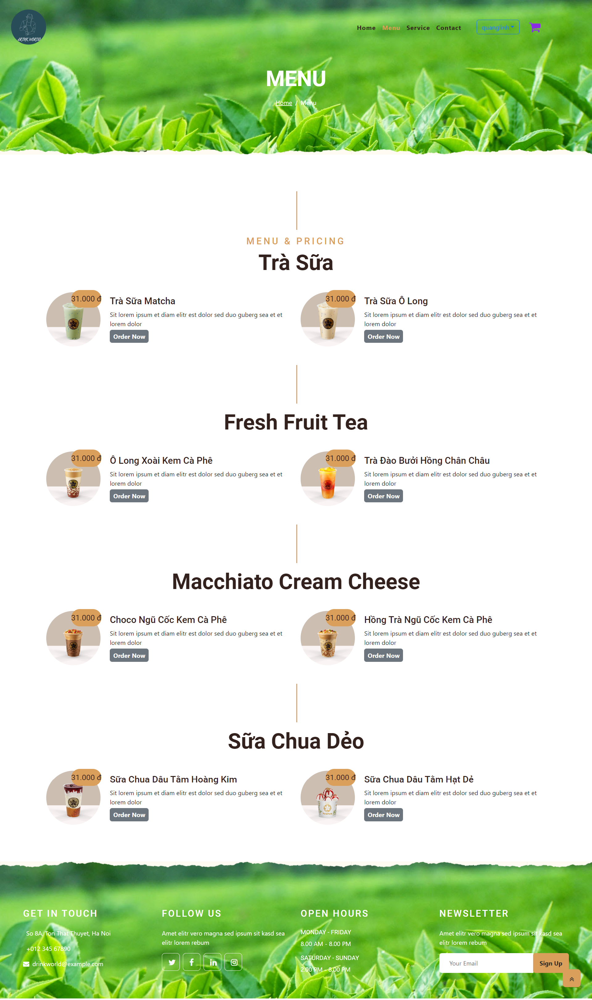 DRINK WORLD
Home Menu Service Contact quanglinh
MENU
Home / Menu
MENU & PRICING
Trà Sữa
31.000 đ
Trà Sữa Matcha
Sit lorem ipsum et diam elitr est dolor sed duo guberg sea et et
lorem dolor
Order Now
31.000 đ
Trà Sữa Ô Long
Sit lorem ipsum et diam elitr est dolor sed duo guberg sea et et
lorem dolor
Order Now
Fresh Fruit Tea
31.000 đ
Ô Long Xoài Kem Cà Phê
Sit lorem ipsum et diam elitr est dolor sed duo guberg sea et et
lorem dolor
Order Now
31.000 đ
Trà Đào Bưởi Hồng Chân Châu
Sit lorem ipsum et diam elitr est dolor sed duo guberg sea et et
lorem dolor
Order Now
Macchiato Cream Cheese
31.000 đ
Choco Ngũ Cốc Kem Cà Phê
Sit lorem ipsum et diam elitr est dolor sed duo guberg sea et et
lorem dolor
Order Now
31.000 đ
Hồng Trà Ngũ Cốc Kem Cà Phê
Sit lorem ipsum et diam elitr est dolor sed duo guberg sea et et
lorem dolor
Order Now
Sữa Chua Dẻo
31.000 đ
Sữa Chua Dâu Tằm Hoàng Kim
Sit lorem ipsum et diam elitr est dolor sed duo guberg sea et et
lorem dolor
Order Now
31.000 đ
Sữa Chua Dâu Tằm Hạt Dẻ
Sit lorem ipsum et diam elitr est dolor sed duo guberg sea et et
lorem dolor
Order Now
GET IN TOUCH
So 8A, Ton That Thuyet, Ha Noi
+012 345 67890
drinkworld@example.com
FOLLOW US
Amet elitr vero magna sed ipsum sit kasd sea
elitr lorem rebum
OPEN HOURS
MONDAY - FRIDAY
8.00 AM - 8.00 PM
SATURDAY - SUNDAY
2.00 PM - 8.00 PM
NEWSLETTER
Amet elitr vero magna sed ipsum sit kasd sea
elitr lorem rebum
Your Email
Sign Up